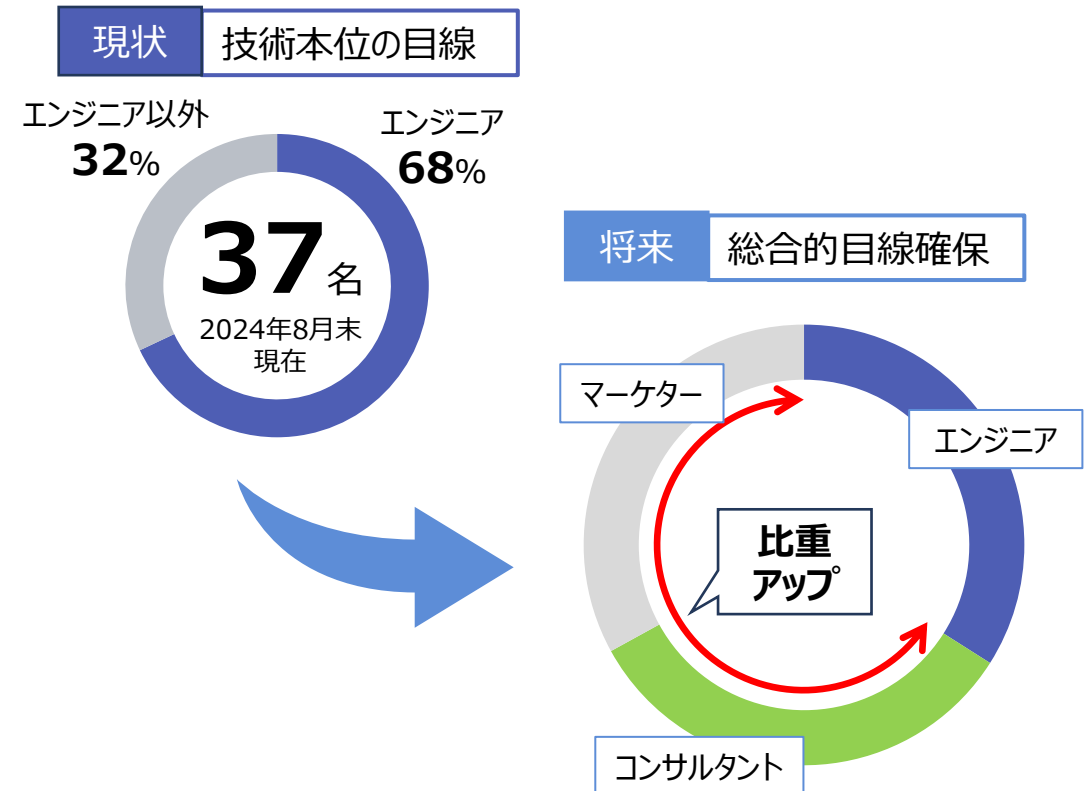 現状 技術本位の目線
エンジニア以外
32%
エンジニア
68%
37名
2024年8月末
現在
将来 総合的目線確保
マーケター
エンジニア
比重
アップ
コンサルタント